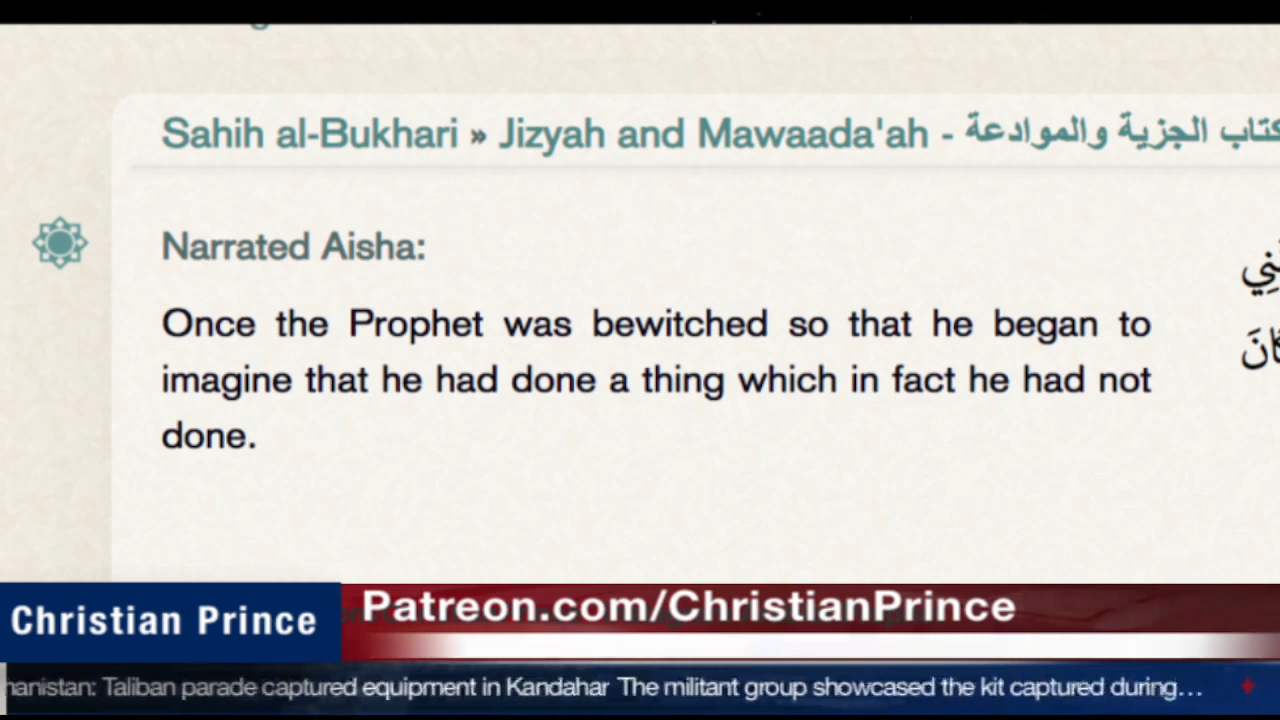 Sahih al-Bukhari » Jizyah and Mawaada'ah - كتاب الجزية والموادعة
Narrated Aisha:
Once the Prophet was bewitched so that he began to
imagine that he had done a thing which in fact he had not
done.
Christian Prince
Patreon.com/ChristianPrince
hanistan: Taliban parade captured equipment in Kandahar The militant group showcased the kit captured during...